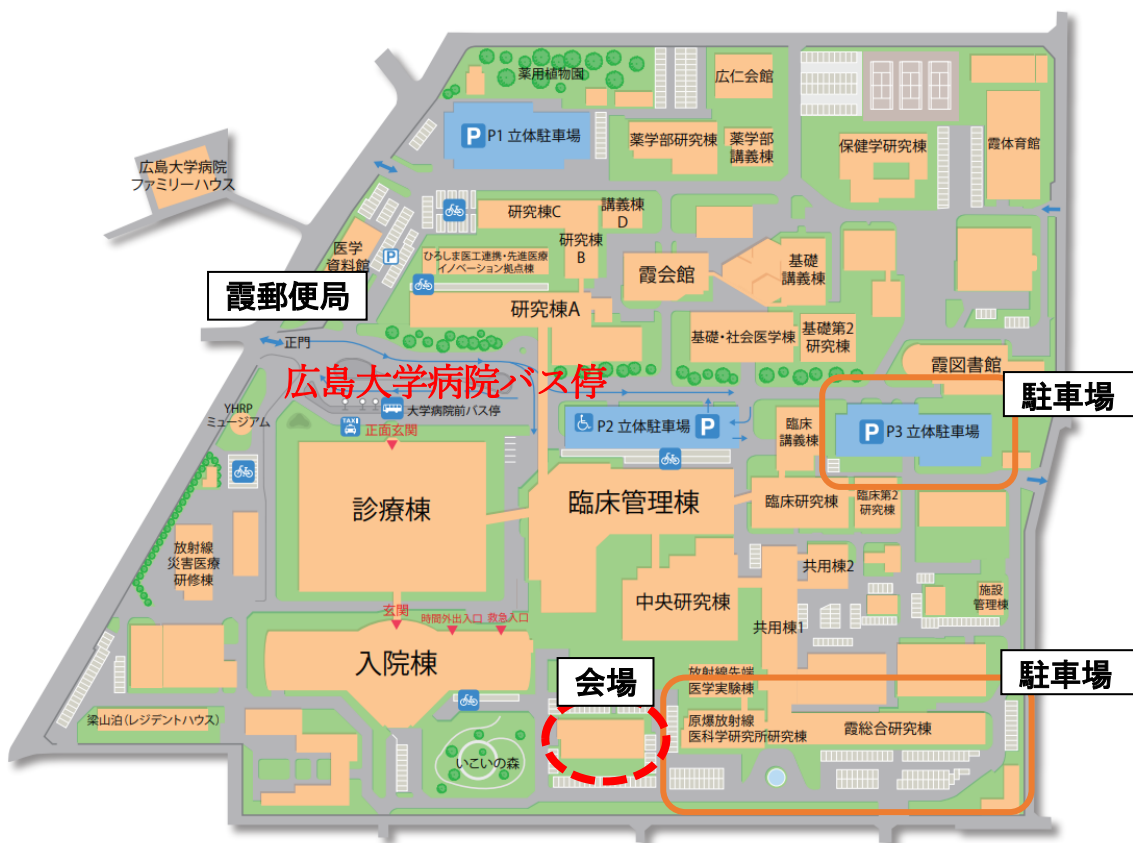 薬用植物園
広仁会館
P P1 立体駐車場
薬学部研究棟
薬学部
講義棟
保健学研究棟
霞体育館
広島大学病院
ファミリーハウス
研究棟C
講義棟
D
研究棟
B
医学
資料館
P
ひろしま医工連携・先進医療
イノベーション拠点棟
霞会館
基礎
講義棟
霞郵便局
研究棟A
基礎・社会医学棟
基礎第2
研究棟
正門
霞図書館
広島大学病院バス停
駐車場
YHRP
ミュージアム
大学病院前バス停
TAXI
正面玄関
P2 立体駐車場 P
臨床
講義棟
P P3 立体駐車場
診療棟
臨床管理棟
臨床研究棟
臨床第2
研究棟
放射線
災害医療
研修棟
共用棟2
中央研究棟
施設
管理棟
玄関
時間外出入口
救急入口
共用棟1
入院棟
会場
放射線先端
医学実験棟
駐車場
梁山泊(レジデントハウス)
原爆放射線
医科学研究所研究棟
霞総合研究棟
いこいの森